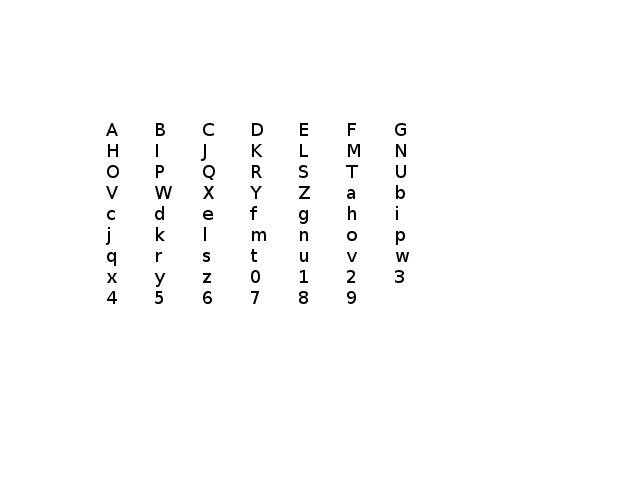 A B C D E F G
H I J K L M N
O P Q R S T U
V W X Y Z a b
c d e f g h i
j k l m n o p
q r s t u v w
x y z 0 1 2 3
4 5 6 7 8 9